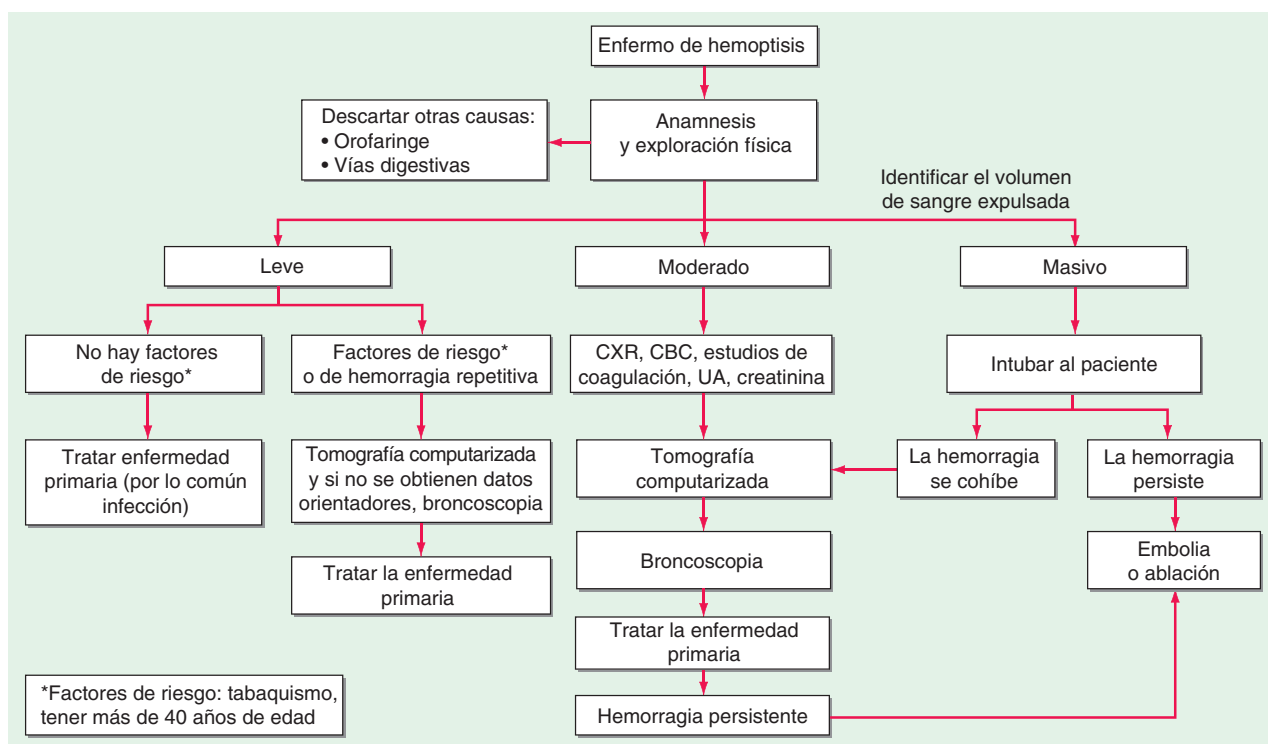 Enfermo de hemoptisis
Descartar otras causas:
• Orofaringe
• Vías digestivas
Anamnesis
y exploración física
Identificar el volumen
de sangre expulsada
Leve
Moderado
Masivo
No hay factores
de riesgo*
Factores de riesgo*
o de hemorragia repetitiva
CXR, CBC, estudios de
coagulación, UA, creatinina
Intubar al paciente
Tratar enfermedad
primaria (por lo común
infección)
Tomografía computarizada
y si no se obtienen datos
orientadores, broncoscopia
Tomografía
computarizada
La hemorragia
se cohíbe
La hemorragia
persiste
Tratar la enfermedad
primaria
Broncoscopia
Embolia
o ablación
Tratar la enfermedad
primaria
Hemorragia persistente
*Factores de riesgo: tabaquismo,
tener más de 40 años de edad